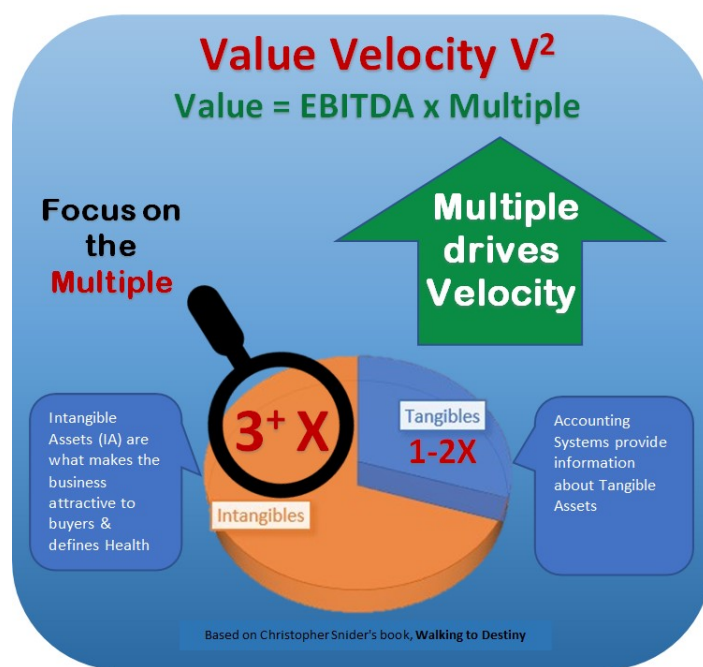 Value Velocity V²
Value = EBITDA x Multiple
Focus on
the
Multiple
Multiple
drives
Velocity
3⁺ X
Intangibles
Tangibles
1-2X
Intangible
Assets (IA) are
what makes the
business
attractive to
buyers &
defines Health
Accounting
Systems provide
information
about Tangible
Assets
Based on Christopher Snider's book, Walking to Destiny